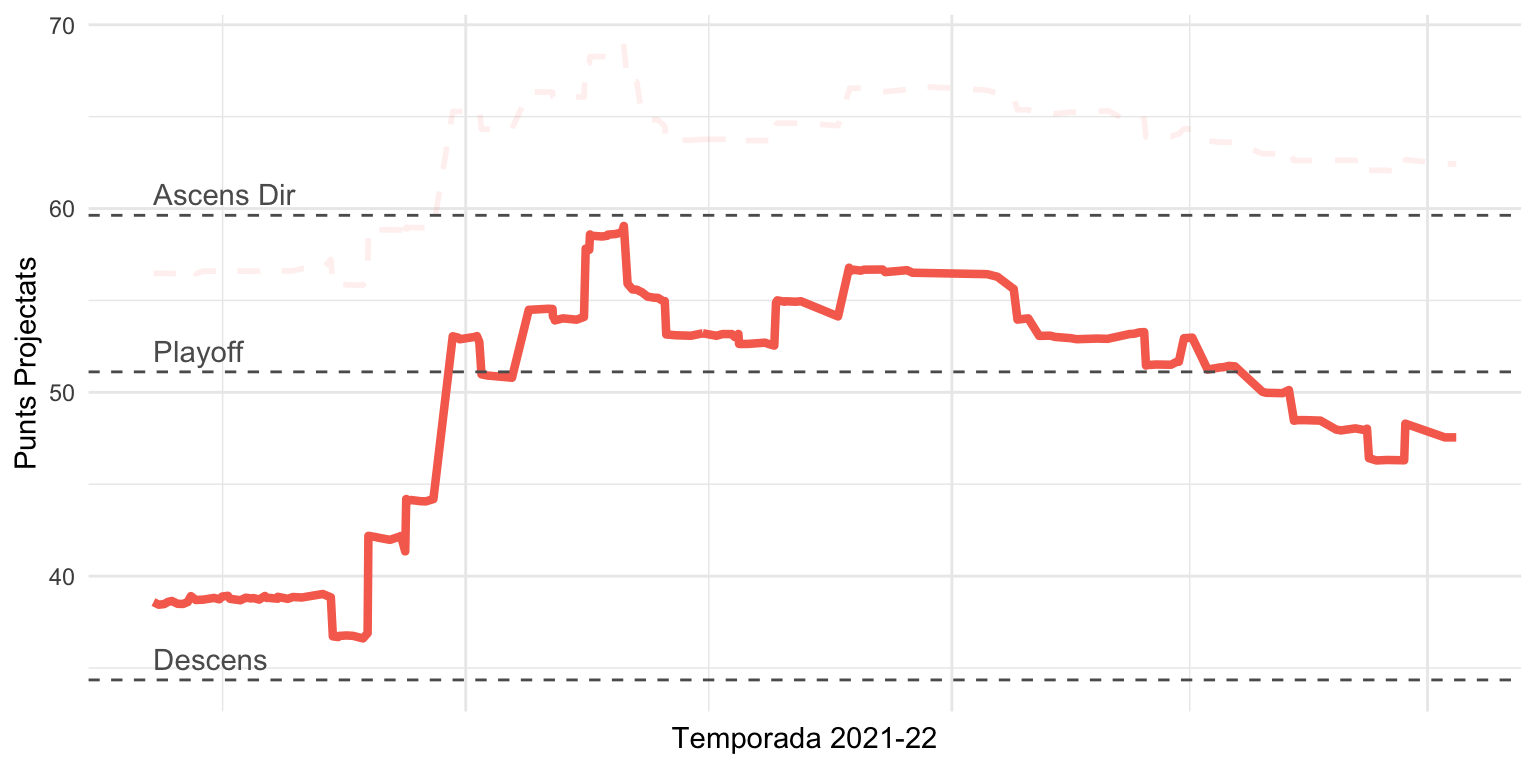 70
60
50
40
Punts Projectats
Ascens Dir
Playoff
Descens
Temporada 2021-22